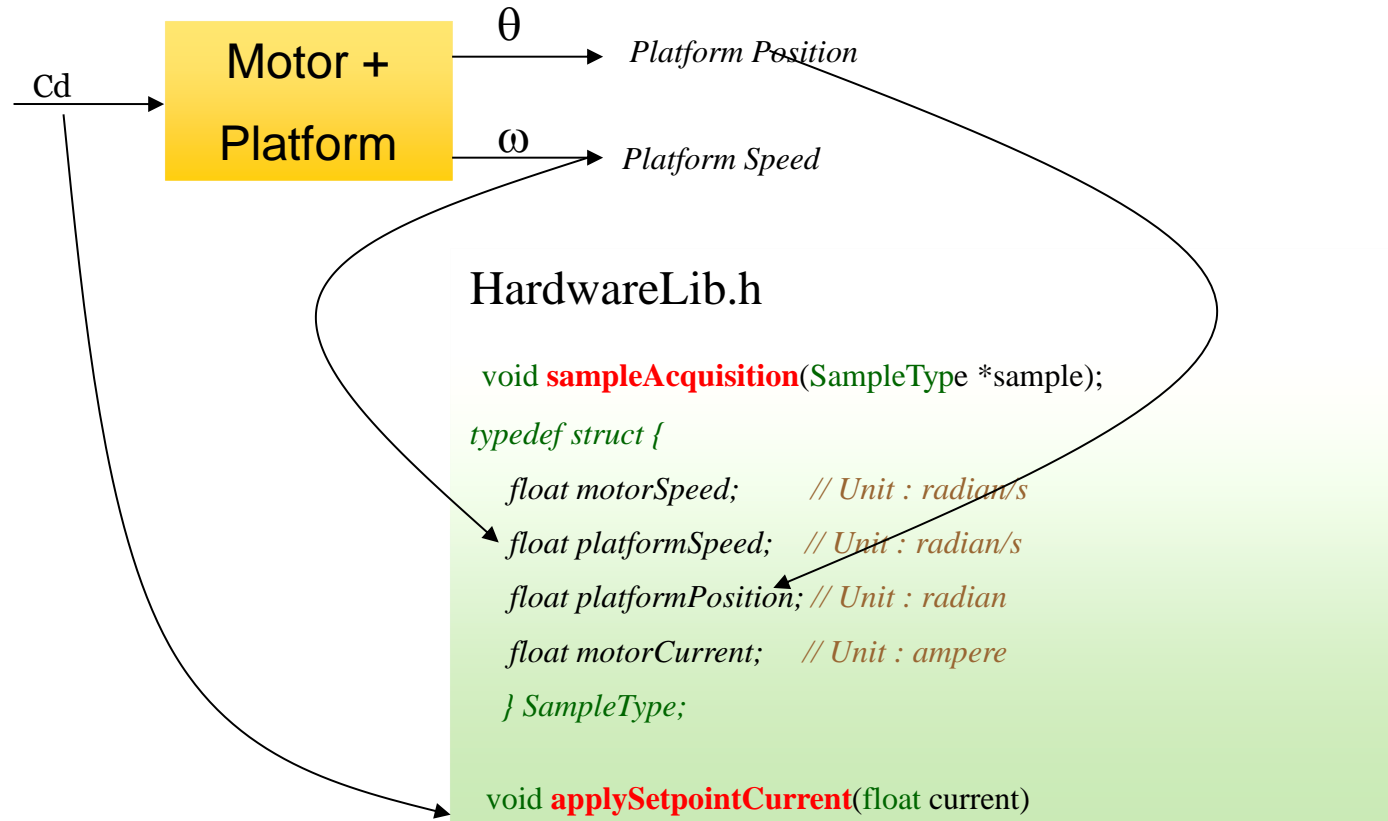 θ
Platform Position
Motor +
Cd
Platform
ω
Platform Speed
HardwareLib.h
void sampleAcquisition(SampleType *sample);
typedef struct {
float motorSpeed; // Unit : radian/s
float platformSpeed; // Unit : radian/s
float platformPosition; // Unit : radian
float motorCurrent; // Unit : ampere
} SampleType;
void applySetpointCurrent(float current)